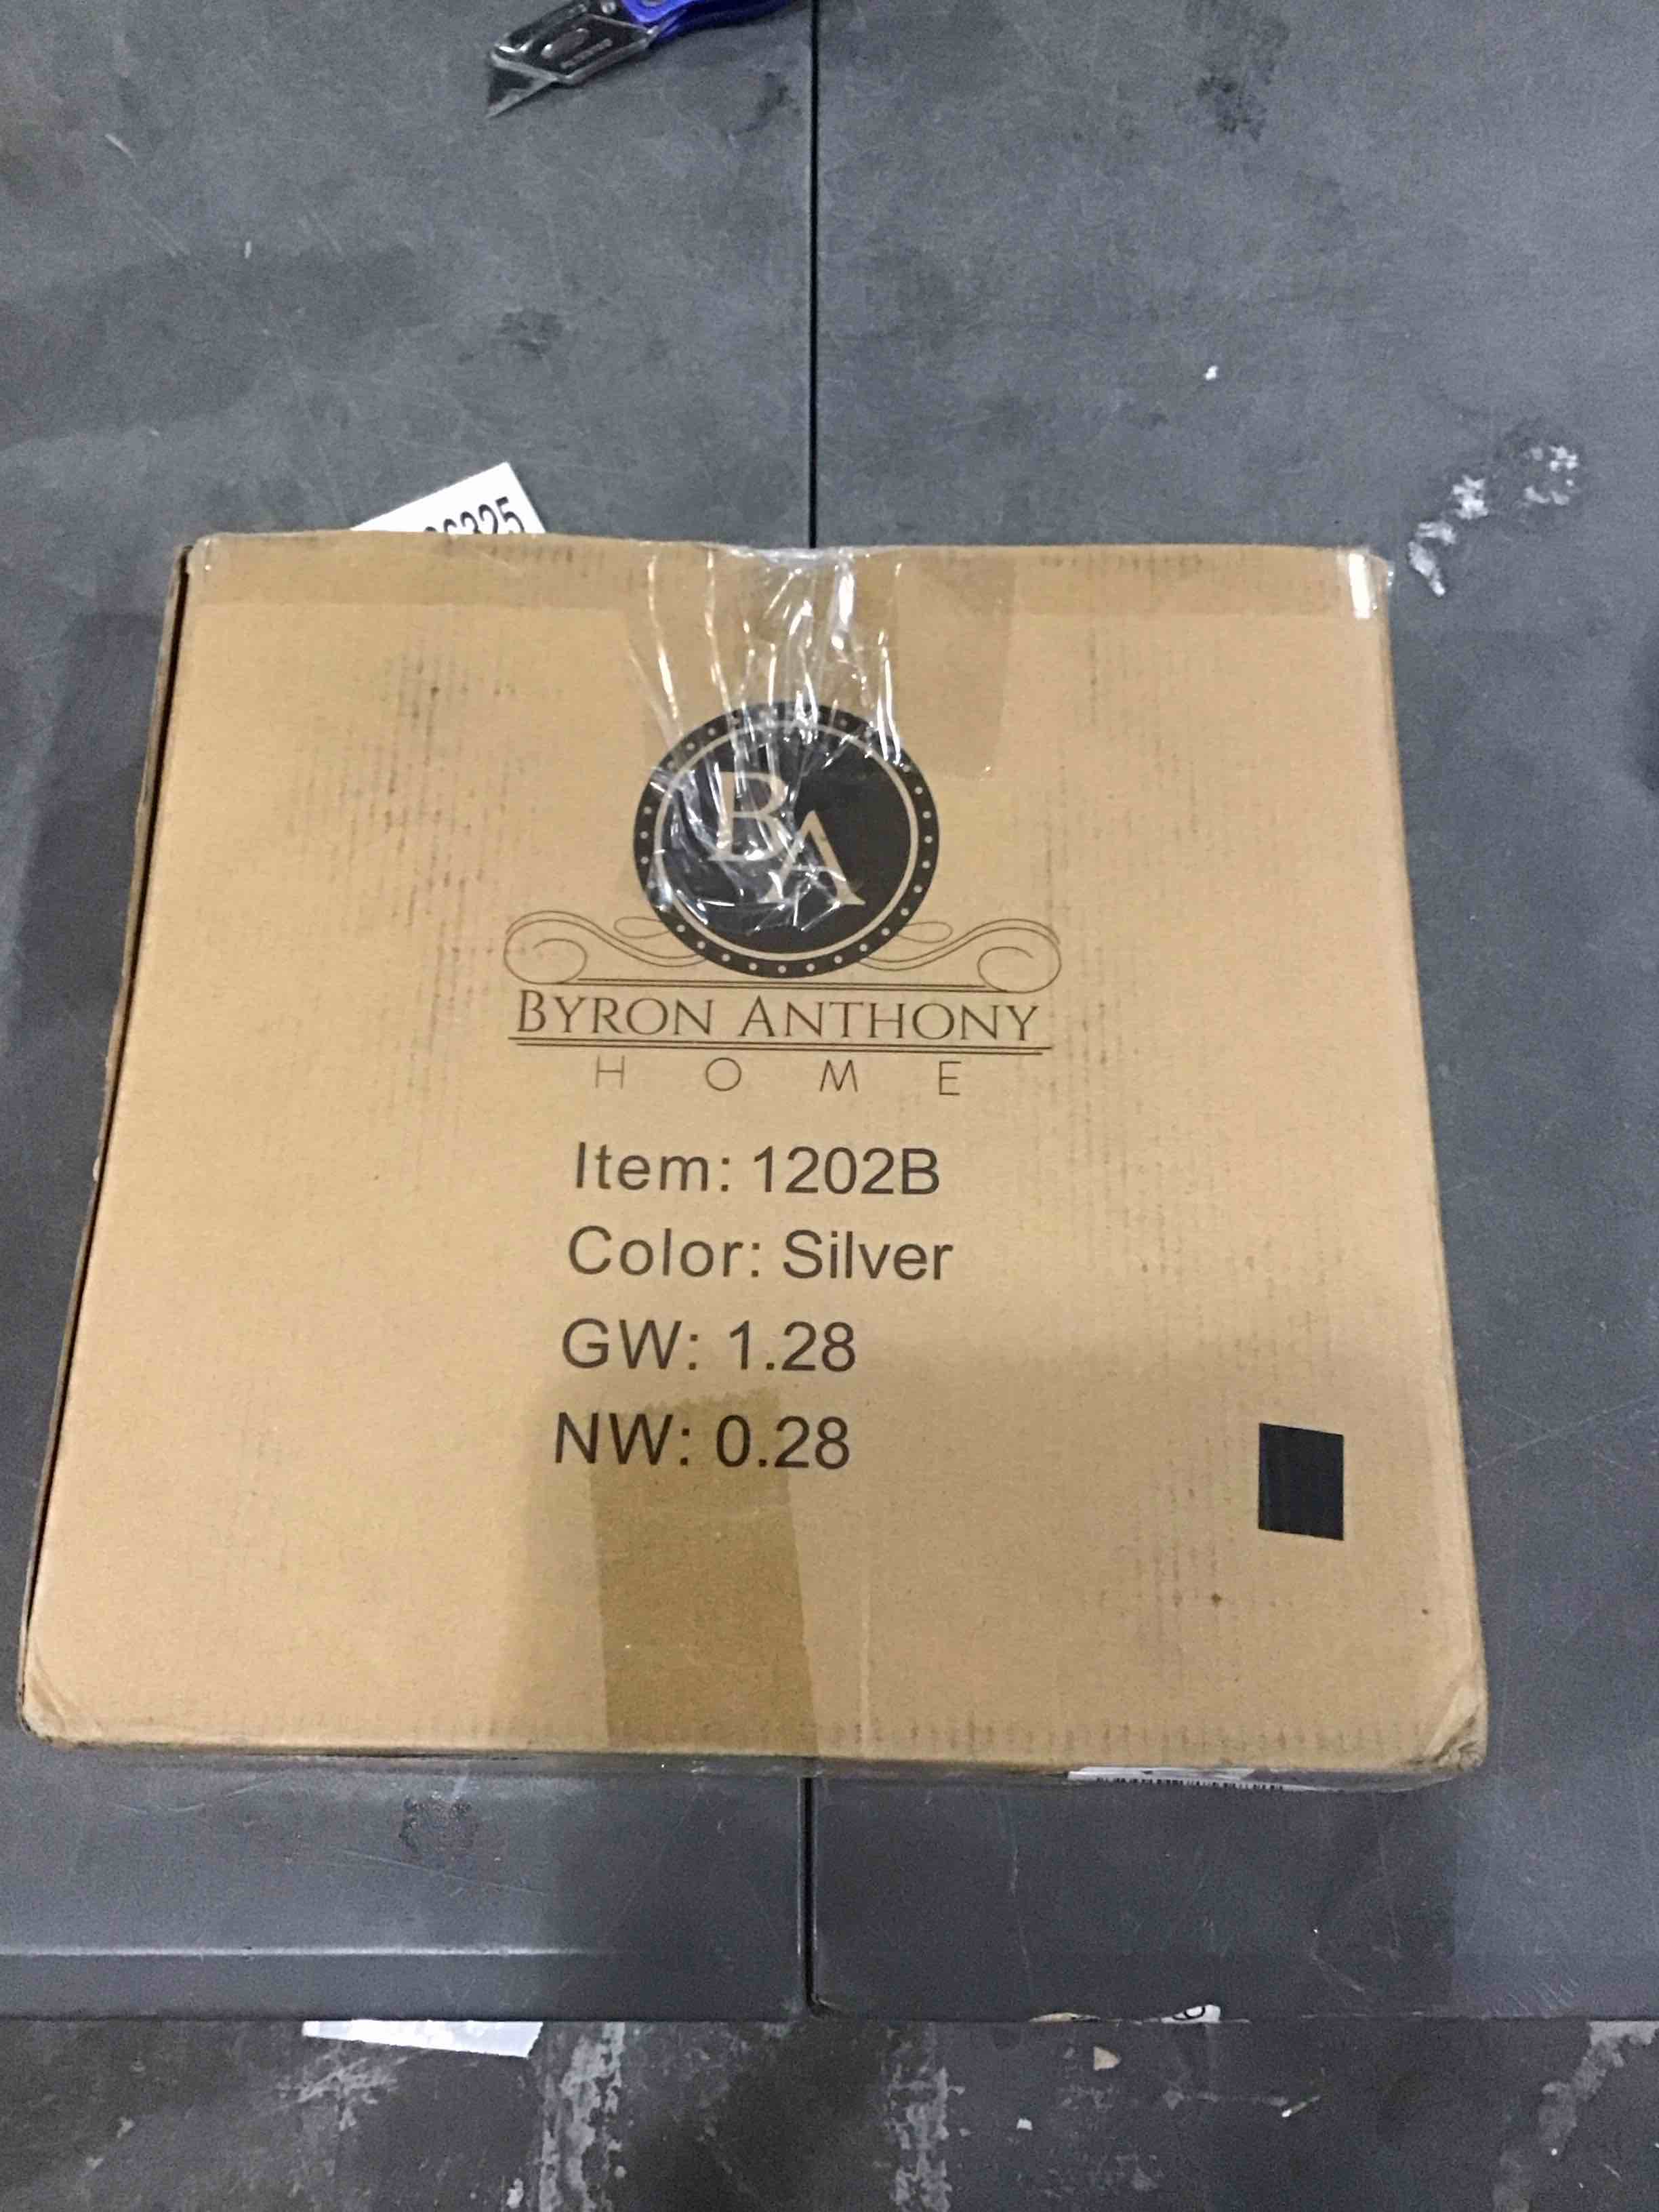 BA
BYRON ANTHONY
HOME
Item: 1202B
Color: Silver
GW: 1.28
NW: 0.28